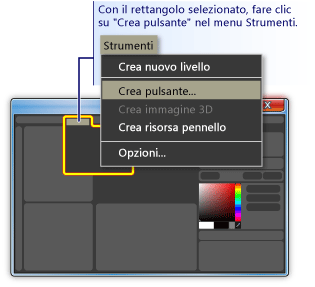 Con il rettangolo selezionato, fare clic
su "Crea pulsante" nel menu Strumenti.
Strumenti
Crea nuovo livello
Crea pulsante...
Crea immagine 3D
Crea risorsa pennello
Opzioni...
X